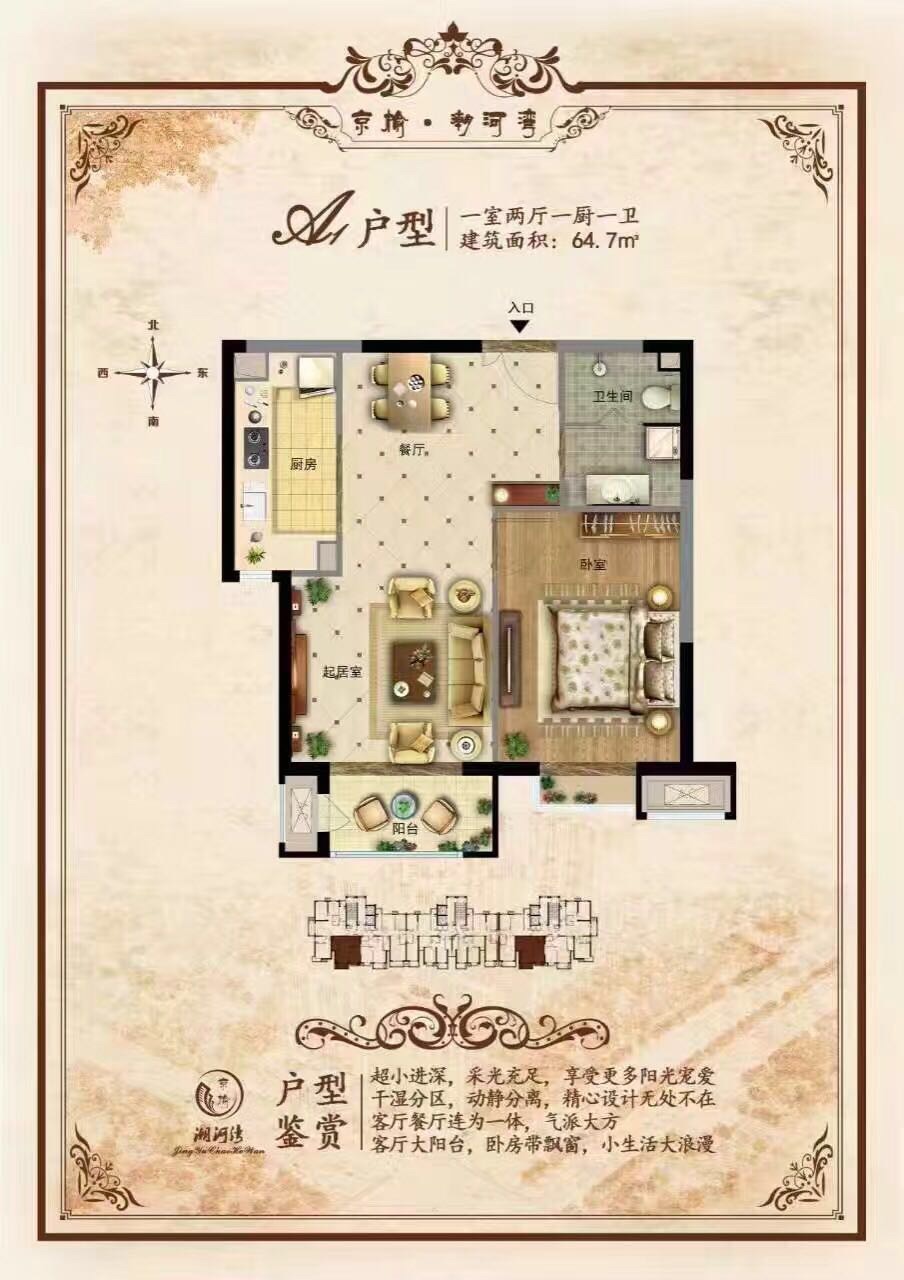 京榆·潮河湾
A1户型
一室两厅一厨一卫
建筑面积：64.7㎡
入口
北
西
东
南
卫生间
餐厅
厨房
卧室
起居室
阳台
户型
鉴赏
超小进深，采光充足，享受更多阳光宠爱
干湿分区，动静分离，精心设计无处不在
客厅餐厅连为一体，气派大方
客厅大阳台，卧房带飘窗，小生活大浪漫
京榆
潮河湾
Jing Yu Chao He Wan